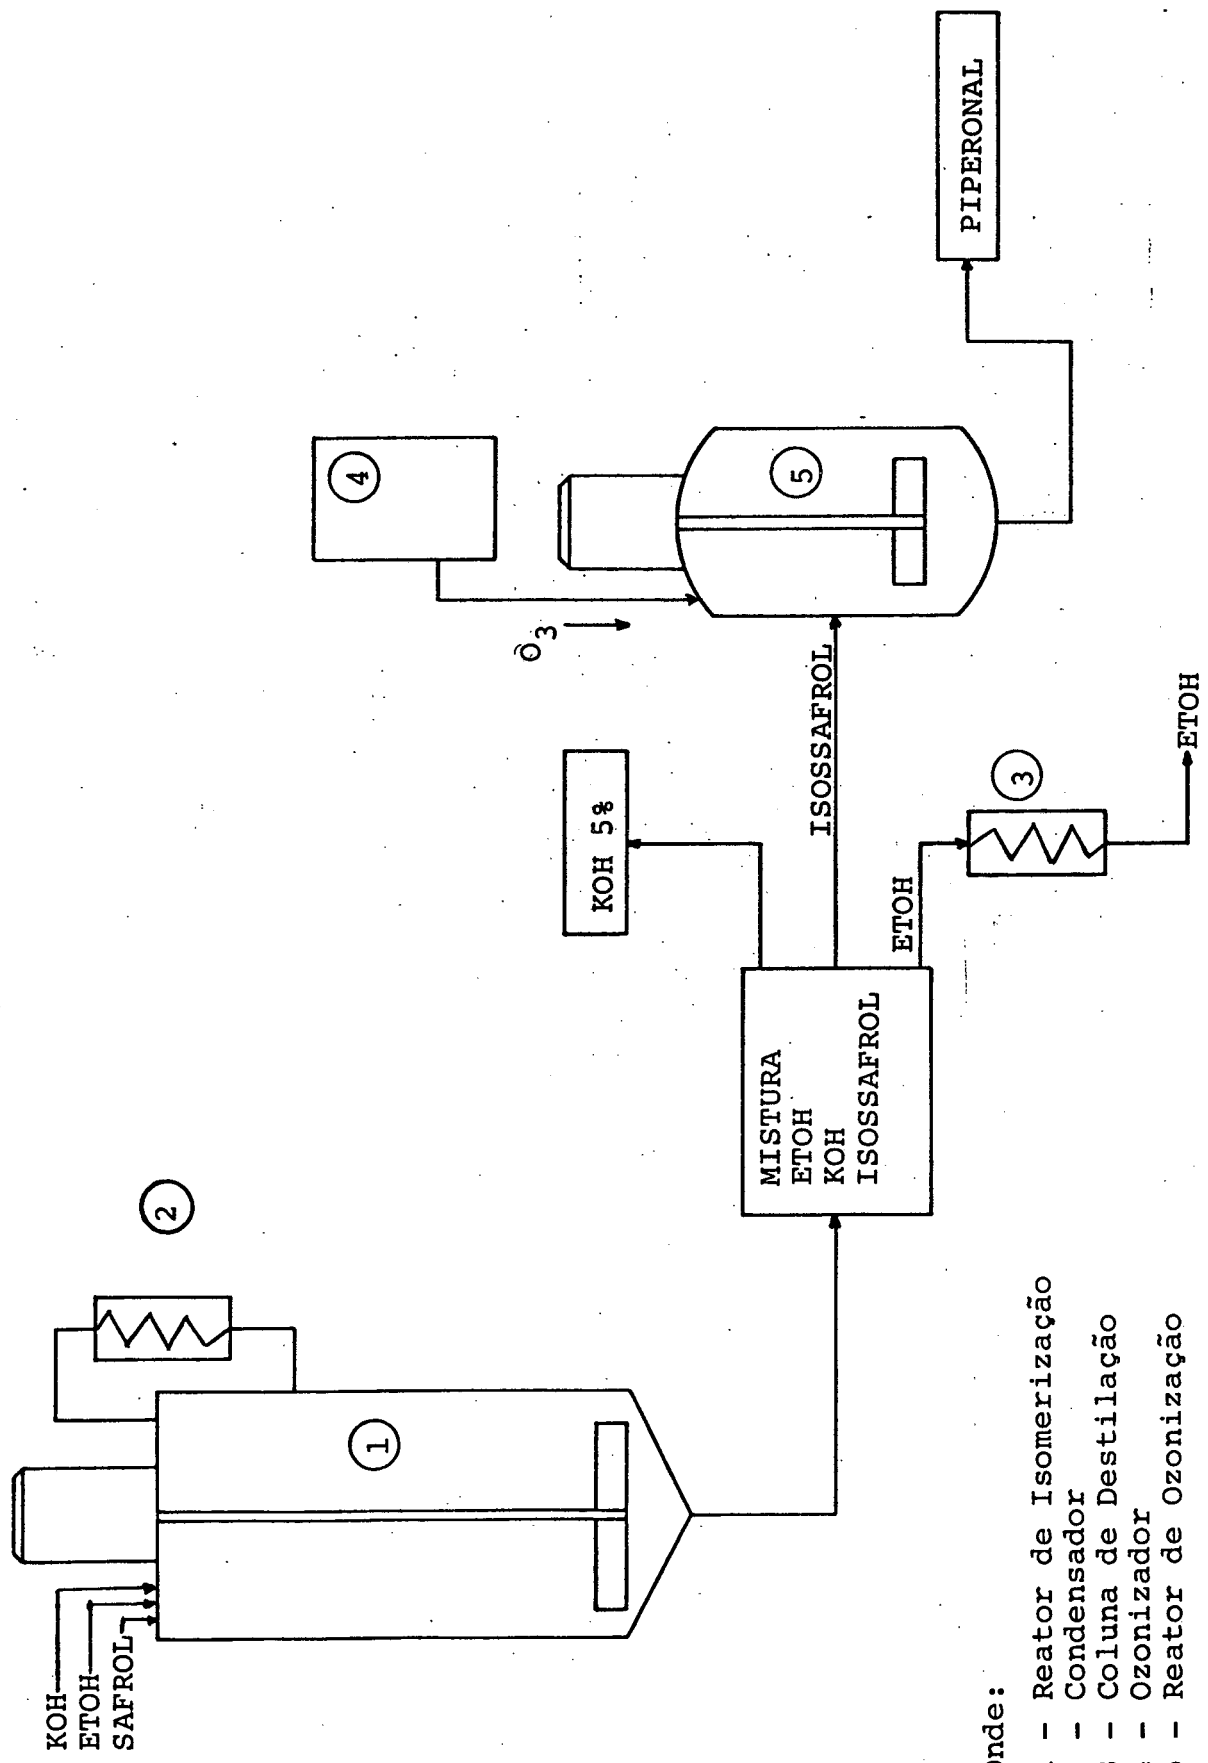 KOH
ETOH
SAFROL
1
2
MISTURA
ETOH
KOH
ISOSSAFROL
KOH 5%
ISOSSAFROL
ETOH
3
ETOH
O3
4
5
PIPERONAL
Onde:
- Reator de Isomerização
- Condensador
- Coluna de Destilação
- Ozonizador
- Reator de Ozonização